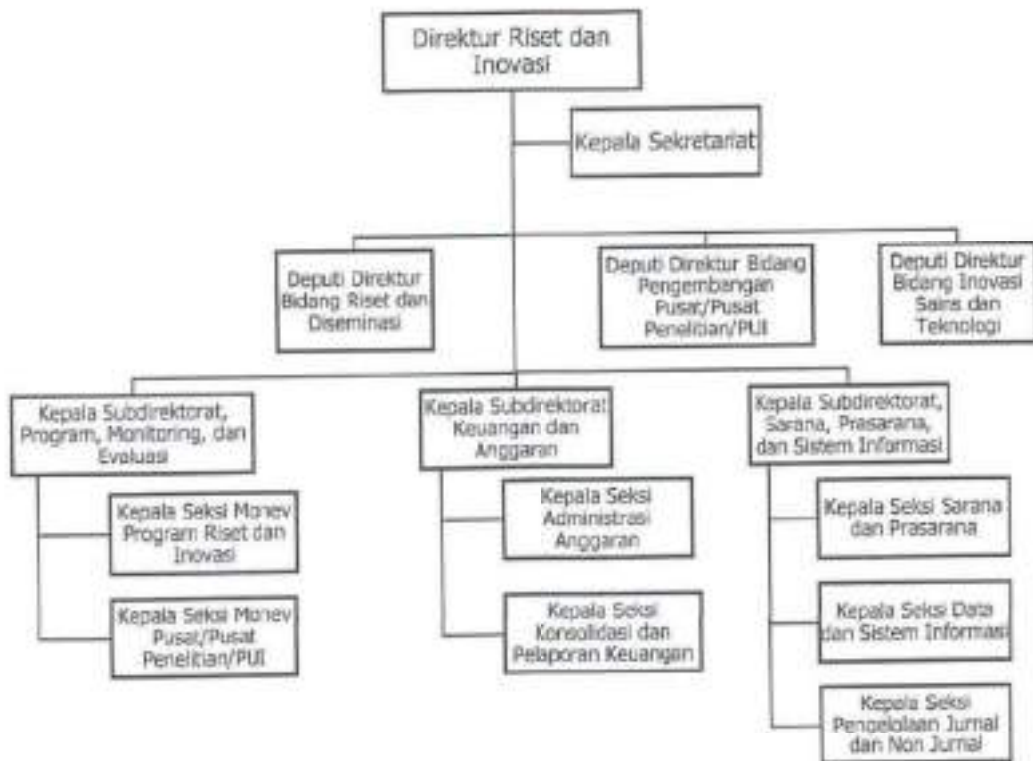 Direktur Riset dan
Inovasi
Kepala Sekretariat
Deputi Direktur
Bidang Riset dan
Diseminasi
Deputi Direktur Bidang
Pengembangan
Pusat/Pusat
Penelitian/PUI
Deputi Direktur
Bidang Inovasi
Sains dan
Teknologi
Kepala Subdirektorat,
Program, Monitoring, dan
Evaluasi
Kepala Seksi Monev
Program Riset dan
Inovasi
Kepala Seksi Monev
Pusat/Pusat
Penelitian/PUI
Kepala Subdirektorat
Keuangan dan
Anggaran
Kepala Seksi
Administrasi
Anggaran
Kepala Seksi
Konsolidasi dan
Pelaporan Keuangan
Kepala Subdirektorat,
Sarana, Prasarana,
dan Sistem Informasi
Kepala Seksi Sarana
dan Prasarana
Kepala Seksi Data
dan Sistem Informasi
Kepala Seksi
Pengelolaan Jurnal
dan Non Jurnal